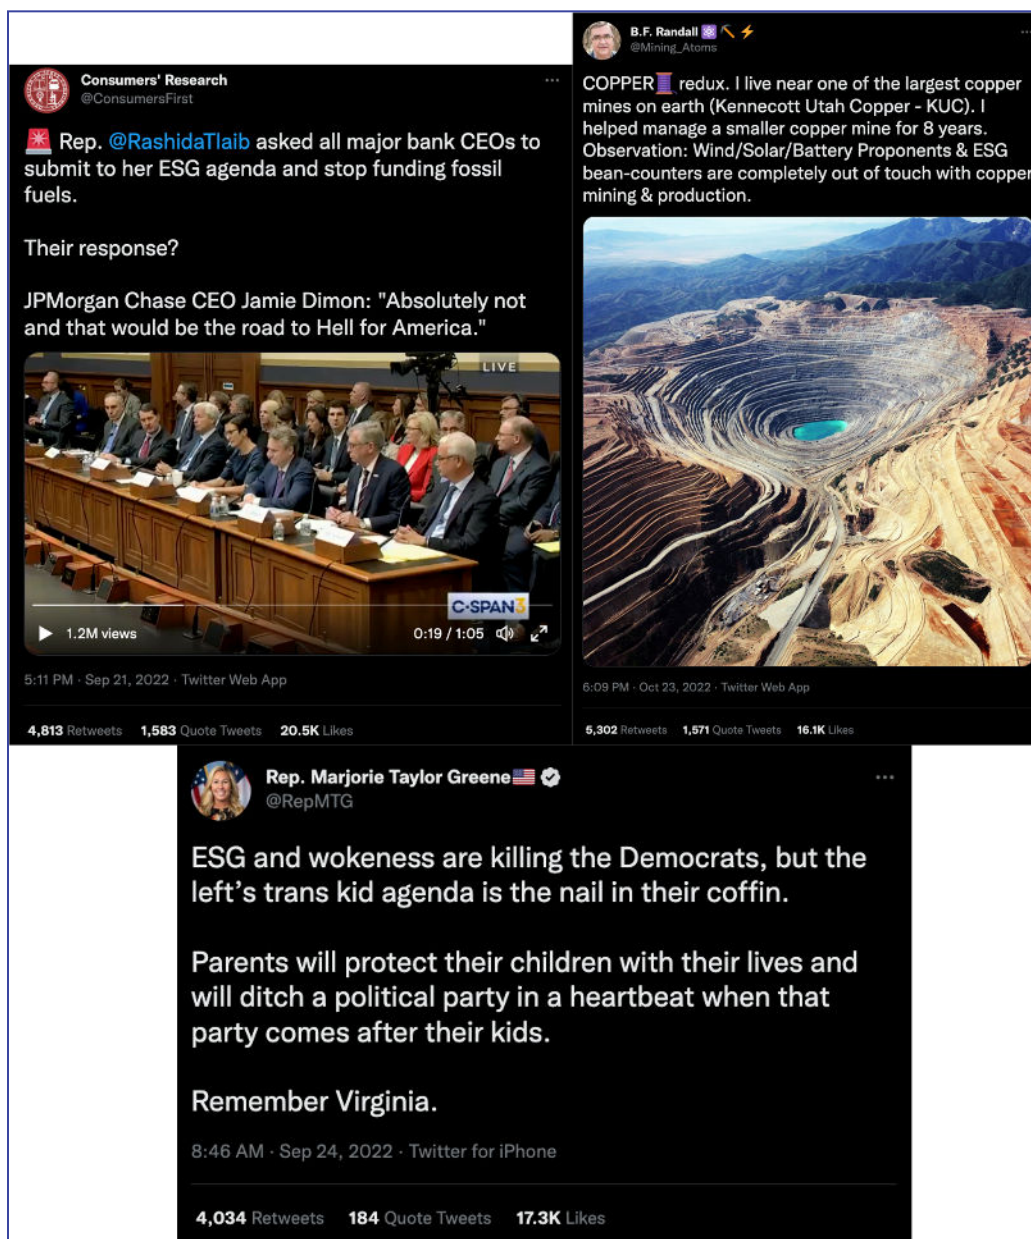 Consumers' Research
@ConsumersFirst
🚨 Rep. @RashidaTlaib asked all major bank CEOs to
submit to her ESG agenda and stop funding fossil
fuels.
Their response?
JPMorgan Chase CEO Jamie Dimon: "Absolutely not
and that would be the road to Hell for America."
LIVE
C-SPAN3
1.2M views
0:19 / 1:05
5:11 PM · Sep 21, 2022 · Twitter Web App
4,813 Retweets 1,583 Quote Tweets 20.5K Likes
B.F. Randall ⚛️ ⛏️ ⚡
@Mining_Atoms
COPPER🧵 redux. I live near one of the largest copper
mines on earth (Kennecott Utah Copper - KUC). I
helped manage a smaller copper mine for 8 years.
Observation: Wind/Solar/Battery Proponents & ESG
bean-counters are completely out of touch with copper
mining & production.
6:09 PM · Oct 23, 2022 · Twitter Web App
5,302 Retweets 1,571 Quote Tweets 16.1K Likes
Rep. Marjorie Taylor Greene🇺🇸
@RepMTG
ESG and wokeness are killing the Democrats, but the
left’s trans kid agenda is the nail in their coffin.
Parents will protect their children with their lives and
will ditch a political party in a heartbeat when that
party comes after their kids.
Remember Virginia.
8:46 AM · Sep 24, 2022 · Twitter for iPhone
4,034 Retweets 184 Quote Tweets 17.3K Likes